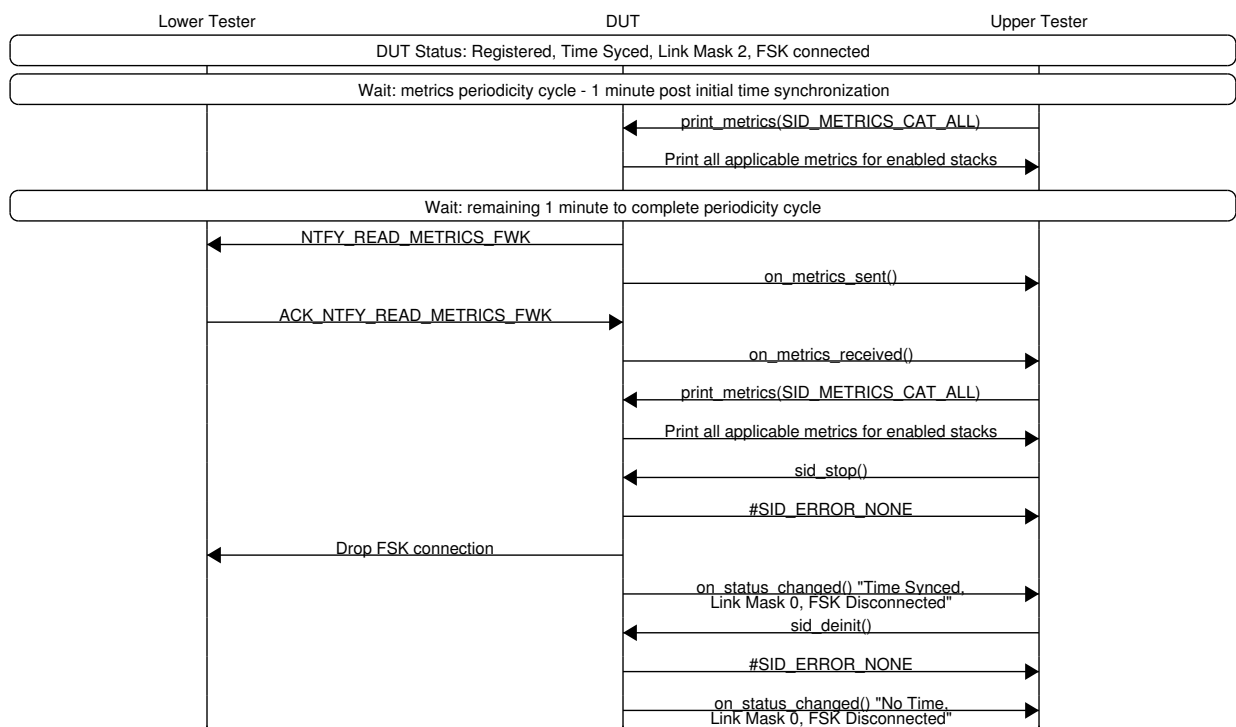 Lower Tester DUT Upper Tester
DUT Status: Registered, Time Syced, Link Mask 2, FSK connected
Wait: metrics periodicity cycle - 1 minute post initial time synchronization
print_metrics(SID_METRICS_CAT_ALL)
Print all applicable metrics for enabled stacks
Wait: remaining 1 minute to complete periodicity cycle
NTFY_READ_METRICS_FWK
on_metrics_sent()
ACK_NTFY_READ_METRICS_FWK
on_metrics_received()
print_metrics(SID_METRICS_CAT_ALL)
Print all applicable metrics for enabled stacks
sid_stop()
#SID_ERROR_NONE
Drop FSK connection
on_status_changed() "Time Synced,
Link Mask 0, FSK Disconnected"
sid_deinit()
#SID_ERROR_NONE
on_status_changed() "No Time,
Link Mask 0, FSK Disconnected"